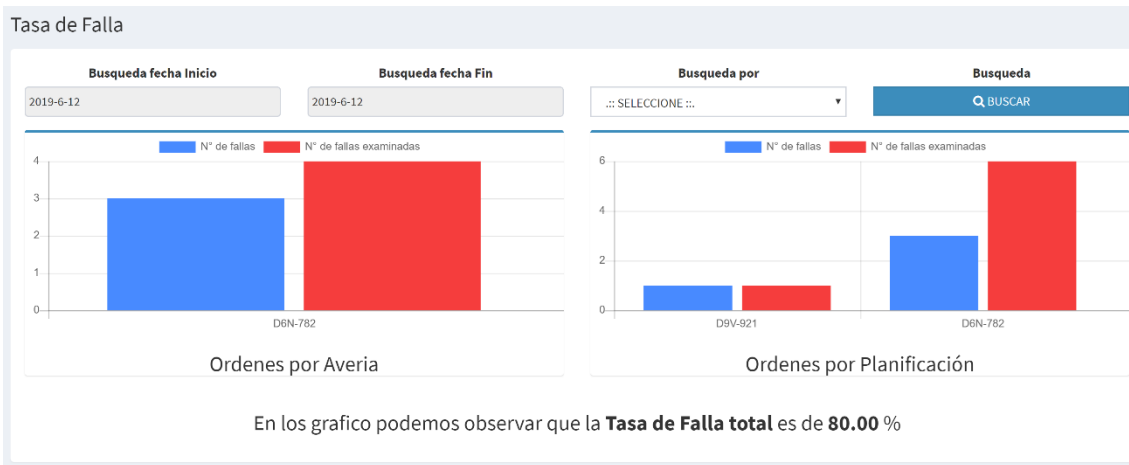 Tasa de Falla
Busqueda fecha Inicio
Busqueda fecha Fin
Busqueda por
Busqueda
2019-6-12
2019-6-12
.:: SELECCIONE ::.
BUSCAR
N° de fallas
N° de fallas examinadas
4
3
2
1
0
D6N-782
Ordenes por Averia
N° de fallas
N° de fallas examinadas
6
4
2
0
D9V-921
D6N-782
Ordenes por Planificación
En los grafico podemos observar que la Tasa de Falla total es de 80.00 %